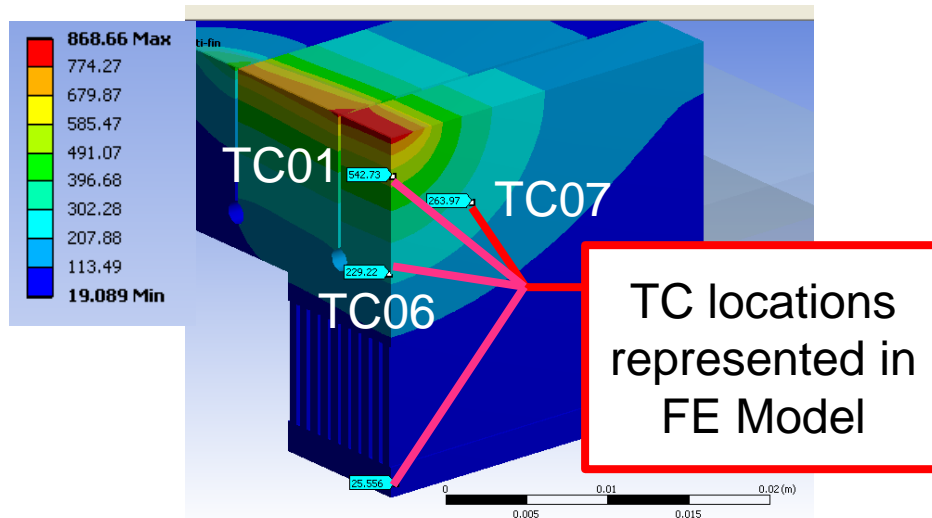 868.66 Max
774.27
679.87
585.47
491.07
396.68
302.28
207.88
113.49
19.089 Min
ti-fin
TC01
542.73
263.97
TC07
229.22
TC06
25.556
TC locations
represented in
FE Model
0
0.01
0.02 (m)
0.005
0.015